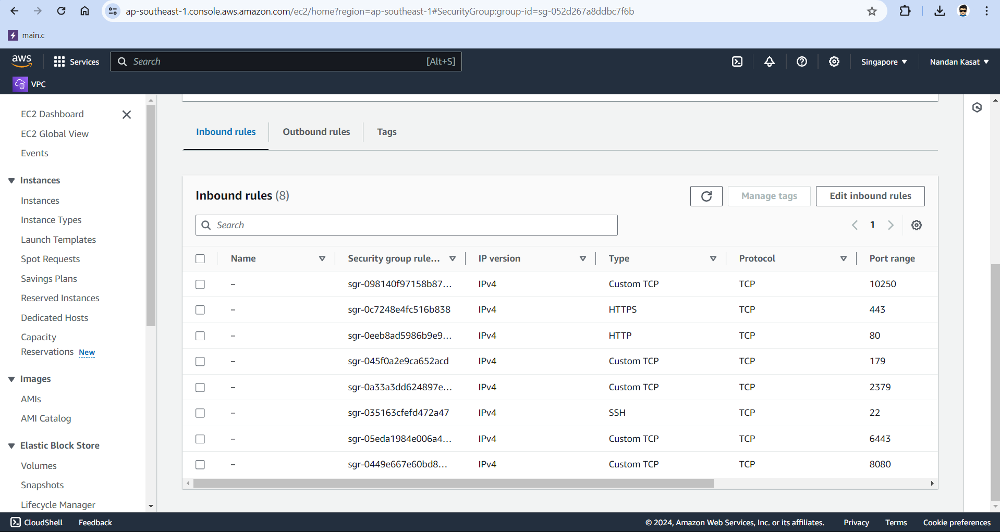 ap-southeast-1.console.aws.amazon.com/ec2/home?region=ap-southeast-1#SecurityGroup:group-id=sg-052d267a8ddbc7f6b
main.c
aws
Services
Search
[Alt+S]
Singapore
Nandan Kasat
VPC
EC2 Dashboard
EC2 Global View
Events
Instances
Instances
Instance Types
Launch Templates
Spot Requests
Savings Plans
Reserved Instances
Dedicated Hosts
Capacity
Reservations New
Images
AMIs
AMI Catalog
Elastic Block Store
Volumes
Snapshots
Lifecycle Manager
Inbound rules
Outbound rules
Tags
Inbound rules (8)
Manage tags
Edit inbound rules
Search
1
Name Security group rule... IP version Type Protocol Port range
– sgr-098140f97158b87... IPv4 Custom TCP TCP 10250
– sgr-0c7248e4fc516b838 IPv4 HTTPS TCP 443
– sgr-0eeb8ad5986b9e9... IPv4 HTTP TCP 80
– sgr-045f0a2e9ca652acd IPv4 Custom TCP TCP 179
– sgr-0a33a3dd624897e... IPv4 Custom TCP TCP 2379
– sgr-035163cfefd472a47 IPv4 SSH TCP 22
– sgr-05eda1984e006a4... IPv4 Custom TCP TCP 6443
– sgr-0449e667e60bd8... IPv4 Custom TCP TCP 8080
CloudShell Feedback © 2024, Amazon Web Services, Inc. or its affiliates. Privacy Terms Cookie preferences